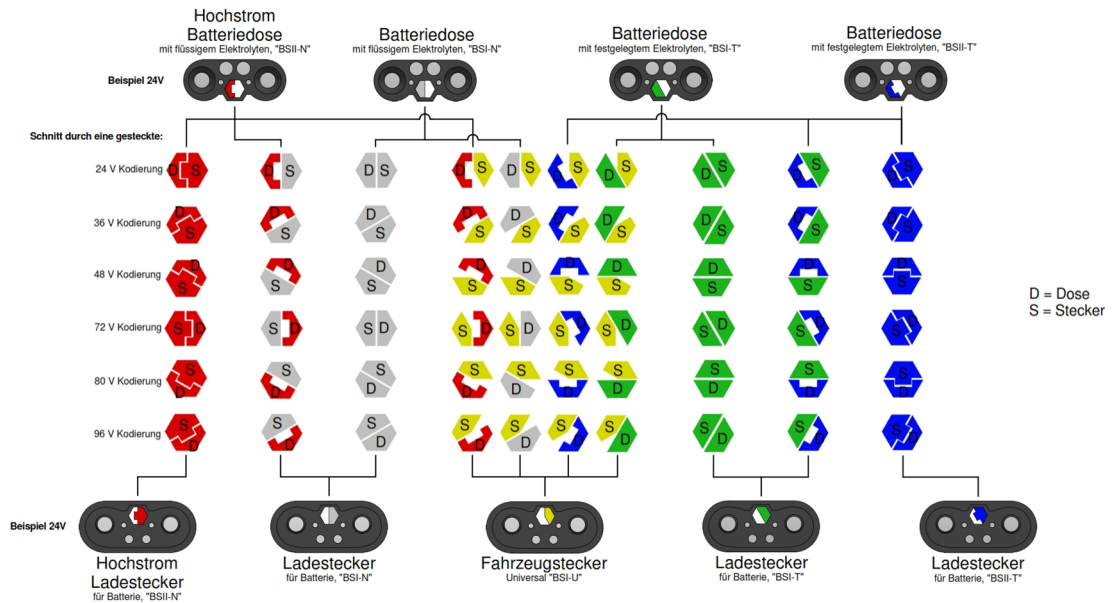 Hochstrom
Batteriedose
mit flüssigem Elektrolyten, "BSII-N"
Batteriedose
mit flüssigem Elektrolyten, "BSI-N"
Batteriedose
mit festgelegtem Elektrolyten, "BSI-T"
Batteriedose
mit festgelegtem Elektrolyten, "BSII-T"
Beispiel 24V
Schnitt durch eine gesteckte:
24 V Kodierung D S D S D S D S D S D S D S D S D S D S
36 V Kodierung D S D S D S D S D S D S D S D S D S D S
48 V Kodierung D S D S D S D S D S D S D S D S D S D S
72 V Kodierung S D S D S D S D S D S D S D S D S D S D
80 V Kodierung S D S D S D S D S D S D S D S D S D S D
96 V Kodierung S D S D S D S D S D S D S D S D S D S D
D = Dose
S = Stecker
Beispiel 24V
Hochstrom
Ladestecker
für Batterie, "BSII-N"
Ladestecker
für Batterie, "BSI-N"
Fahrzeugstecker
Universal "BSI-U"
Ladestecker
für Batterie, "BSI-T"
Ladestecker
für Batterie, "BSII-T"